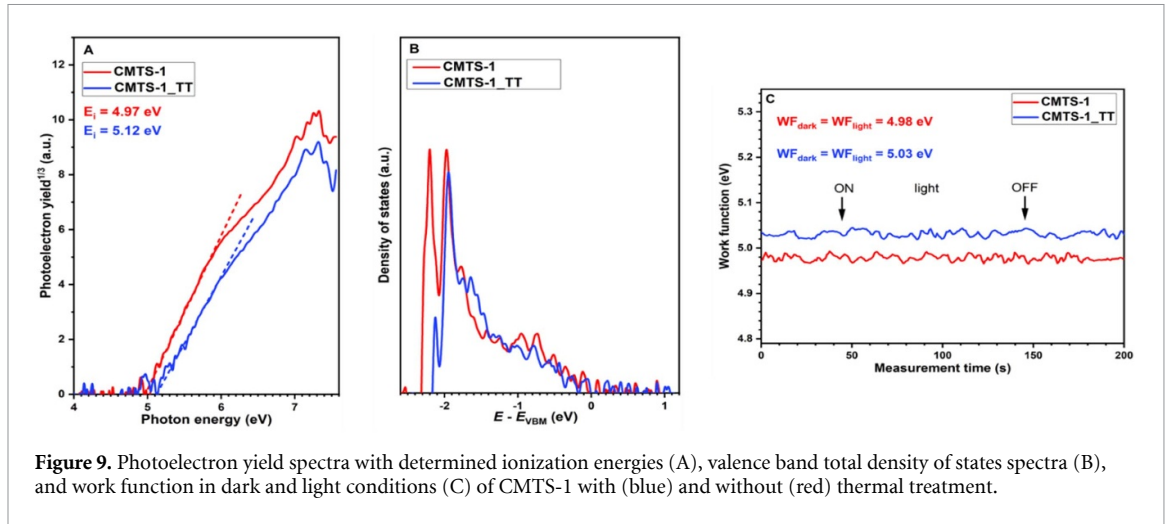 A
CMTS-1
CMTS-1_TT
Eᵢ = 4.97 eV
Eᵢ = 5.12 eV
12
10
8
6
4
2
0
4 5 6 7
Photoelectron yield¹ᐟ³ (a.u.)
Photon energy (eV)
B
CMTS-1
CMTS-1_TT
Density of states (a.u.)
-2 -1 0 1
E - E_VBM (eV)
C
CMTS-1
CMTS-1_TT
WF_dark = WF_light = 4.98 eV
WF_dark = WF_light = 5.03 eV
ON light OFF
5.3
5.2
5.1
5.0
4.9
4.8
0 50 100 150 200
Work function (eV)
Measurement time (s)
Figure 9. Photoelectron yield spectra with determined ionization energies (A), valence band total density of states spectra (B),
and work function in dark and light conditions (C) of CMTS-1 with (blue) and without (red) thermal treatment.